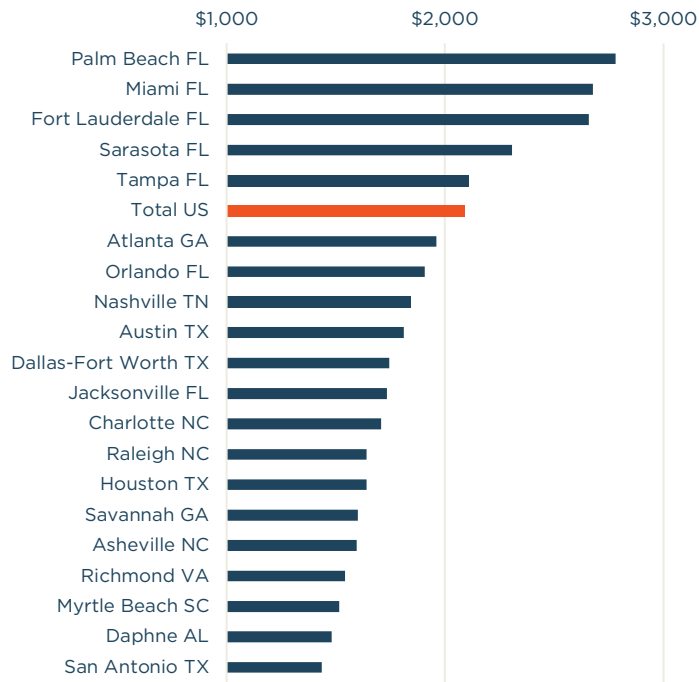 $1,000 $2,000 $3,000
Palm Beach FL
Miami FL
Fort Lauderdale FL
Sarasota FL
Tampa FL
Total US
Atlanta GA
Orlando FL
Nashville TN
Austin TX
Dallas-Fort Worth TX
Jacksonville FL
Charlotte NC
Raleigh NC
Houston TX
Savannah GA
Asheville NC
Richmond VA
Myrtle Beach SC
Daphne AL
San Antonio TX